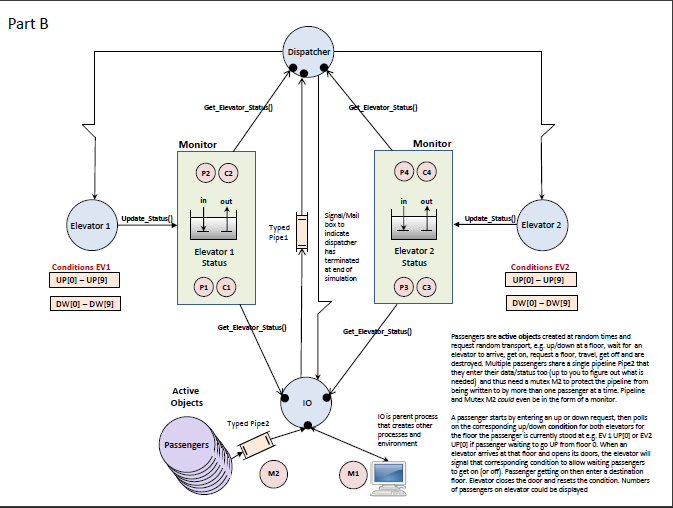 Part B
Dispatcher
Get_Elevator_Status()
Get_Elevator_Status()
Monitor
Monitor
P2
C2
P4
C4
in
out
in
out
Elevator 1
Update_Status()
Typed
Pipe1
Signal/Mail
box to
indicate
dispatcher
has
terminated
at end of
simulation
Update_Status()
Elevator 2
Elevator 1
Status
Elevator 2
Status
Conditions EV1
UP[0] – UP[9]
DW[0] – DW[9]
Conditions EV2
UP[0] – UP[9]
DW[0] – DW[9]
P1
C1
P3
C3
Get_Elevator_Status()
Get_Elevator_Status()
Passengers are active objects created at random times and
request random transport, e.g. up/down at a floor, wait for an
elevator to arrive, get on, request a floor, travel, get off and are
destroyed. Multiple passengers share a single pipeline Pipe2 that
they enter their data/status too (up to you to figure out what is
needed) and thus need a mutex M2 to protect the pipeline from
being written to by more than one passenger at a time. Pipeline
and Mutex M2 could even be in the form of a monitor.
Active
Objects
IO
Typed Pipe2
Passengers
IO is parent process
that creates other
processes and
environment
M2
M1
A passenger starts by entering an up or down request, then polls
on the corresponding up/down condition for both elevators for
the floor the passenger is currently stood at e.g. EV 1 UP[0] or EV2
UP[0] if passenger waiting to go UP from floor 0. When an
elevator arrives at that floor and opens its doors, the elevator will
signal that corresponding condition to allow waiting passengers
to get on (or off). Passenger getting on then enter a destination
floor. Elevator closes the door and resets the condition. Numbers
of passengers on elevator could be displayed